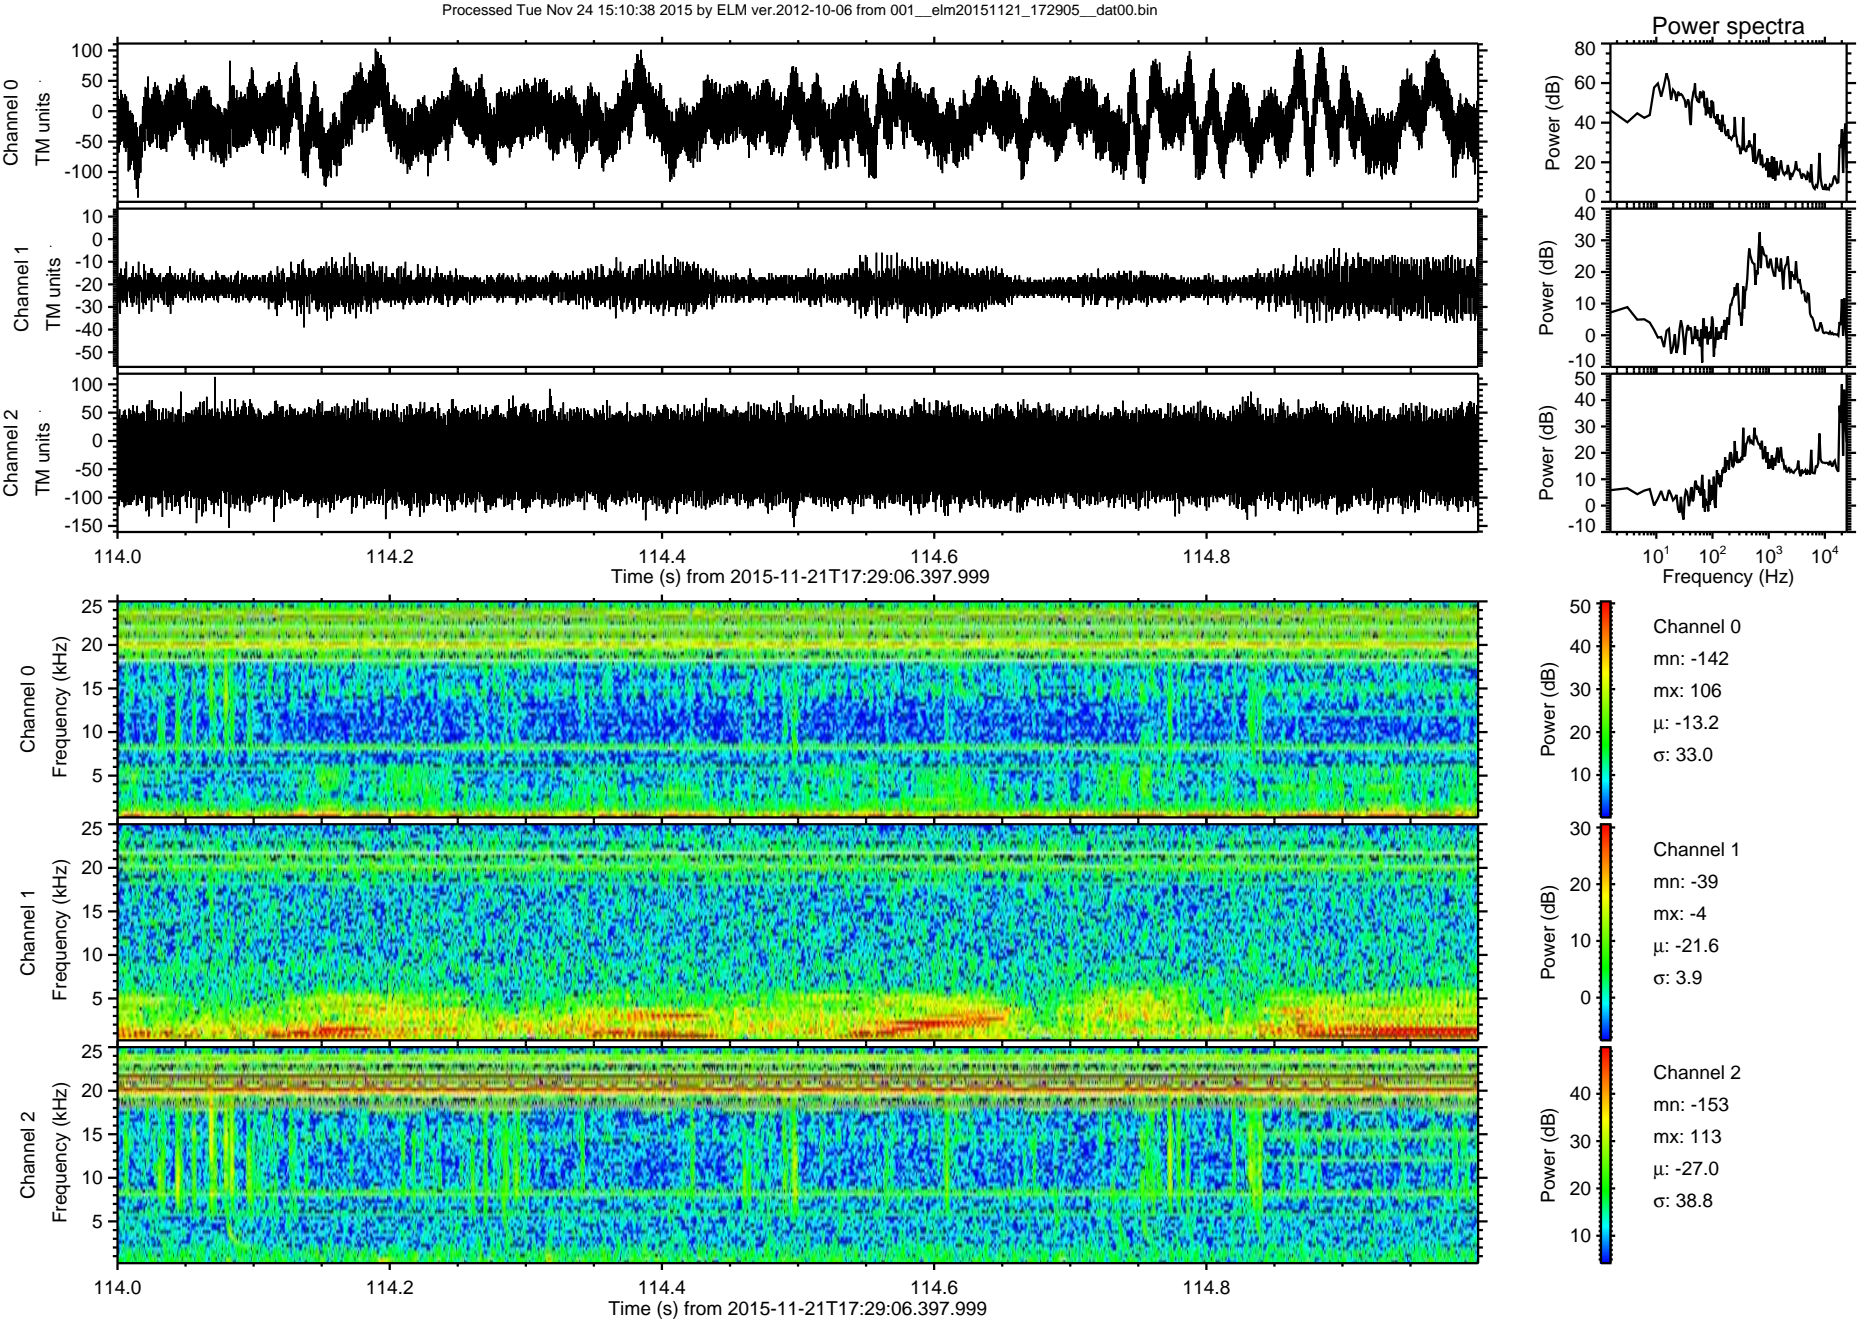 Processed Tue Nov 24 15:10:38 2015 by ELM ver.2012-10-06 from 001__elm20151121_172905__dat00.bin
Power spectra
Channel 0
TM units
100
50
0
-50
-100
Power (dB)
80
60
40
20
0
Channel 1
TM units
10
0
-10
-20
-30
-40
-50
Power (dB)
40
30
20
10
0
-10
Channel 2
TM units
100
50
0
-50
-100
-150
Power (dB)
50
40
30
20
10
0
-10
114.0 114.2 114.4 114.6 114.8
Time (s) from 2015-11-21T17:29:06.397.999
10¹ 10² 10³ 10⁴
Frequency (Hz)
Channel 0
Frequency (kHz)
25
20
15
10
5
Power (dB)
50
40
30
20
10
Channel 0
mn: -142
mx: 106
μ: -13.2
σ: 33.0
Channel 1
Frequency (kHz)
25
20
15
10
5
Power (dB)
30
20
10
0
Channel 1
mn: -39
mx: -4
μ: -21.6
σ: 3.9
Channel 2
Frequency (kHz)
25
20
15
10
5
Power (dB)
40
30
20
10
Channel 2
mn: -153
mx: 113
μ: -27.0
σ: 38.8
114.0 114.2 114.4 114.6 114.8
Time (s) from 2015-11-21T17:29:06.397.999